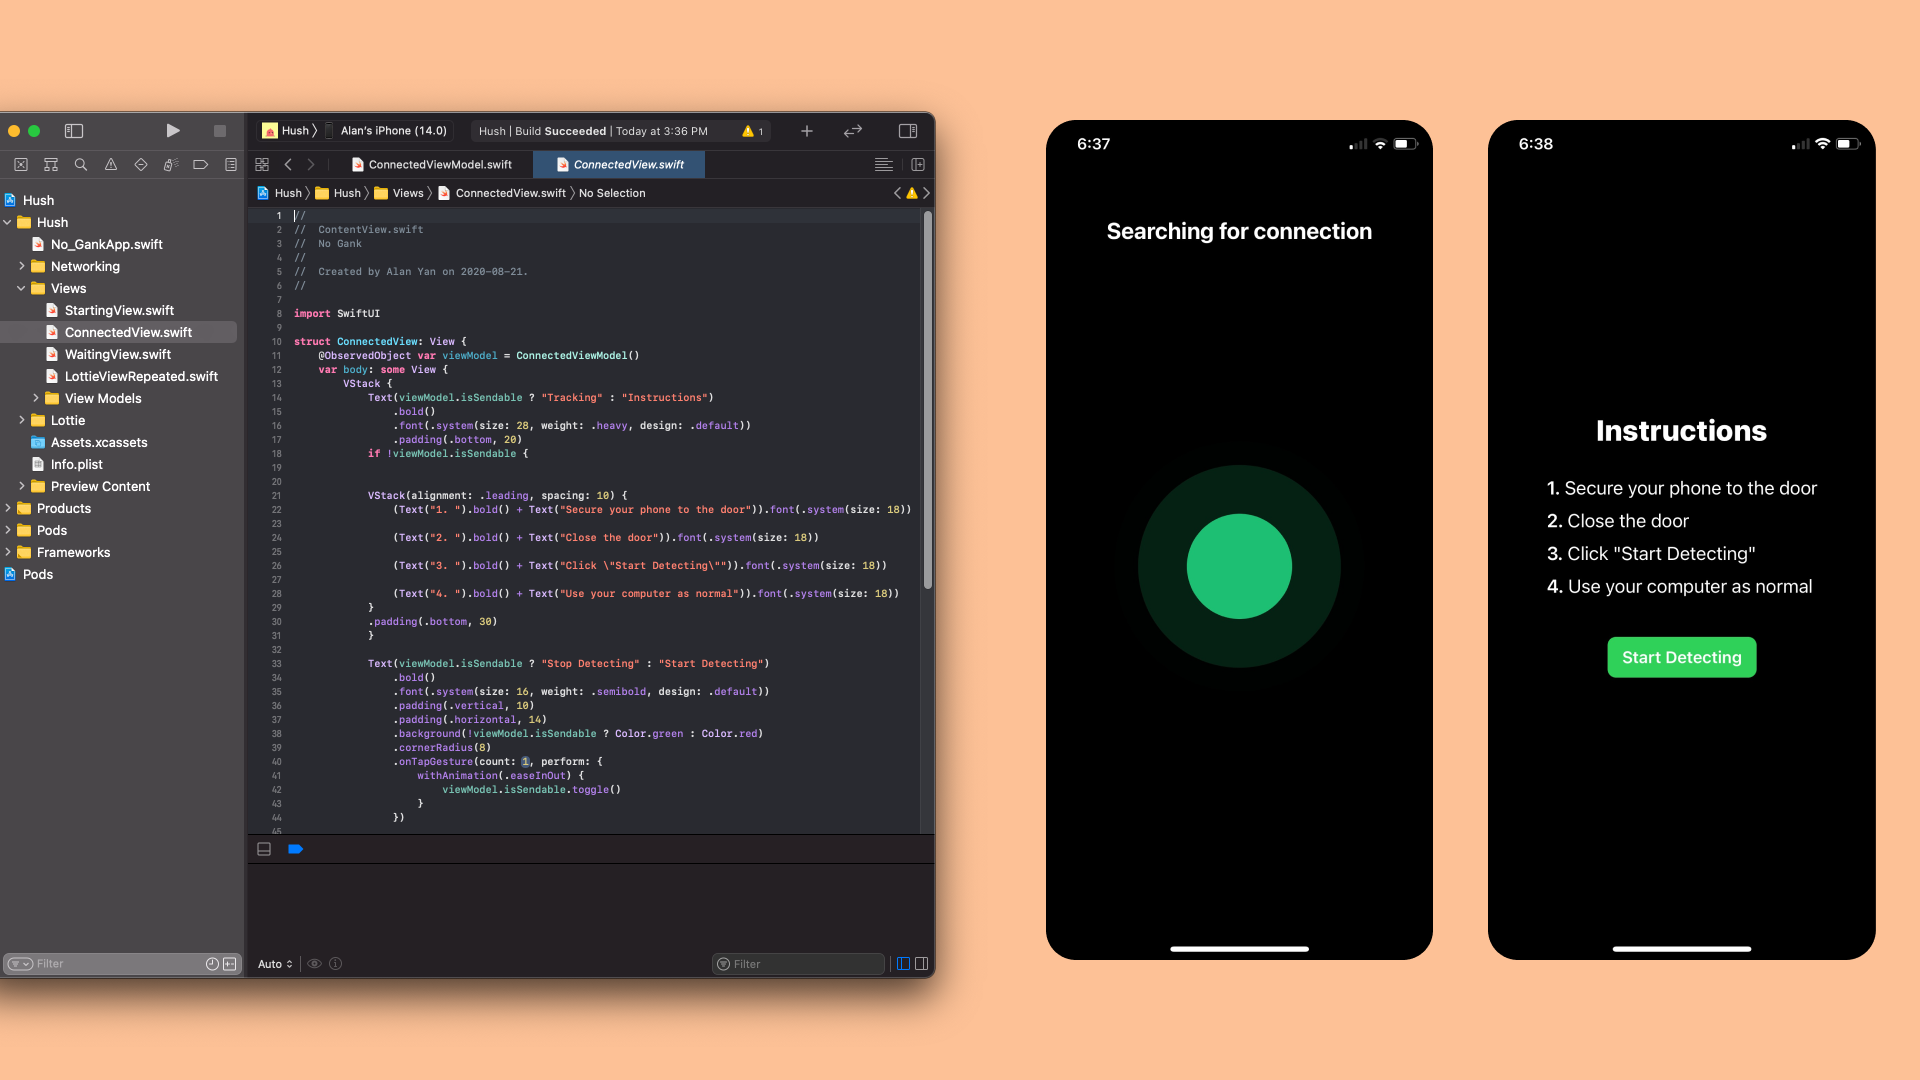 Hush 〉 Alan's iPhone (14.0)
Hush | Build Succeeded | Today at 3:36 PM 1
ConnectedViewModel.swift
ConnectedView.swift
Hush 〉 Hush 〉 Views 〉 ConnectedView.swift 〉 No Selection
Hush
Hush
No_GankApp.swift
Networking
Views
StartingView.swift
ConnectedView.swift
WaitingView.swift
LottieViewRepeated.swift
View Models
Lottie
Assets.xcassets
Info.plist
Preview Content
Products
Pods
Frameworks
Pods
Filter
1 //
2 //  ContentView.swift
3 //  No Gank
4 //
5 //  Created by Alan Yan on 2020-08-21.
6 //
7
8 import SwiftUI
9
10 struct ConnectedView: View {
11     @ObservedObject var viewModel = ConnectedViewModel()
12     var body: some View {
13         VStack {
14             Text(viewModel.isSendable ? "Tracking" : "Instructions")
15                 .bold()
16                 .font(.system(size: 28, weight: .heavy, design: .default))
17                 .padding(.bottom, 20)
18             if !viewModel.isSendable {
19
20
21             VStack(alignment: .leading, spacing: 10) {
22                 (Text("1. ").bold() + Text("Secure your phone to the door")).font(.system(size: 18))
23
24                 (Text("2. ").bold() + Text("Close the door")).font(.system(size: 18))
25
26                 (Text("3. ").bold() + Text("Click \"Start Detecting\"")).font(.system(size: 18))
27
28                 (Text("4. ").bold() + Text("Use your computer as normal")).font(.system(size: 18))
29             }
30             .padding(.bottom, 30)
31             }
32
33             Text(viewModel.isSendable ? "Stop Detecting" : "Start Detecting")
34                 .bold()
35                 .font(.system(size: 16, weight: .semibold, design: .default))
36                 .padding(.vertical, 10)
37                 .padding(.horizontal, 14)
38                 .background(!viewModel.isSendable ? Color.green : Color.red)
39                 .cornerRadius(8)
40                 .onTapGesture(count: 1, perform: {
41                     withAnimation(.easeInOut) {
42                         viewModel.isSendable.toggle()
43                     }
44                 })
45
Auto
Filter
6:37
Searching for connection
6:38
Instructions
1. Secure your phone to the door
2. Close the door
3. Click "Start Detecting"
4. Use your computer as normal
Start Detecting